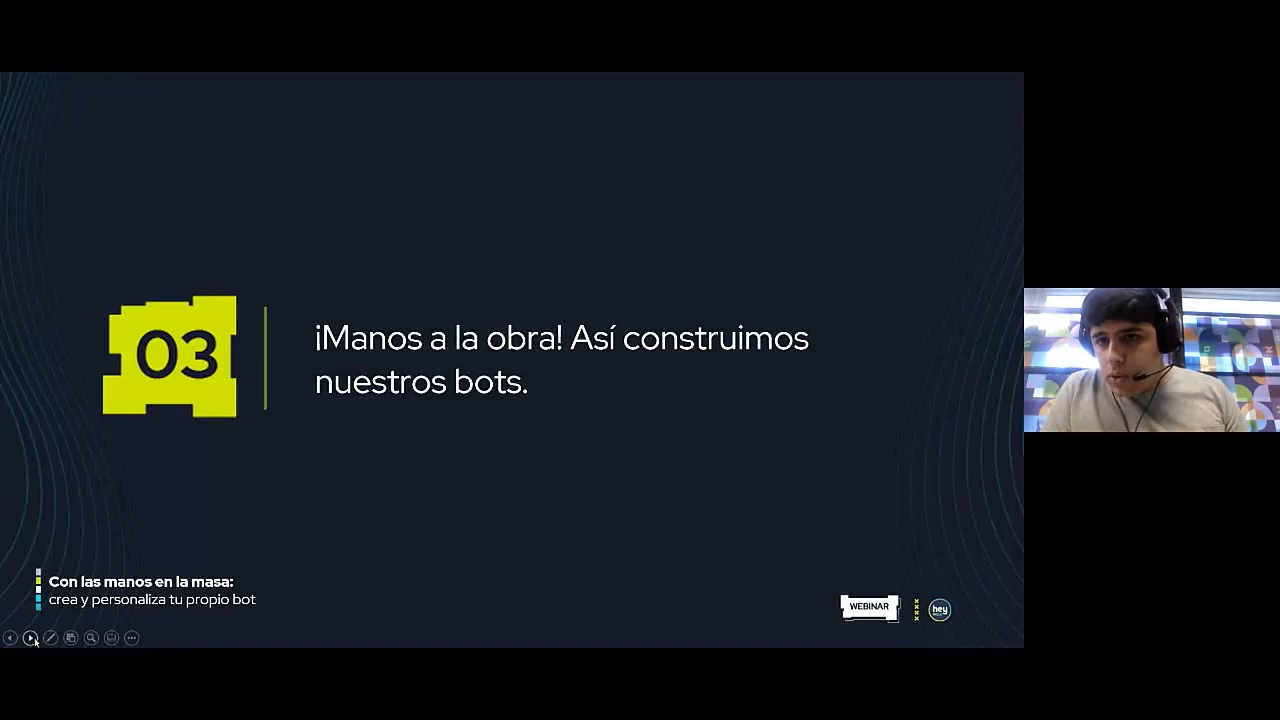 03
¡Manos a la obra! Así construimos
nuestros bots.
Con las manos en la masa:
crea y personaliza tu propio bot
WEBINAR
hey